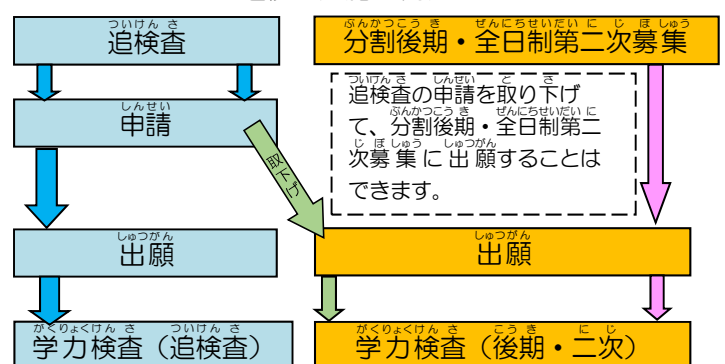 追検査
分割後期・全日制第二次募集
申請
追検査の申請を取り下げ
て、分割後期・全日制第二
次募集に出願することは
できます。
取下げ
出願
出願
学力検査（追検査）
学力検査（後期・二次）